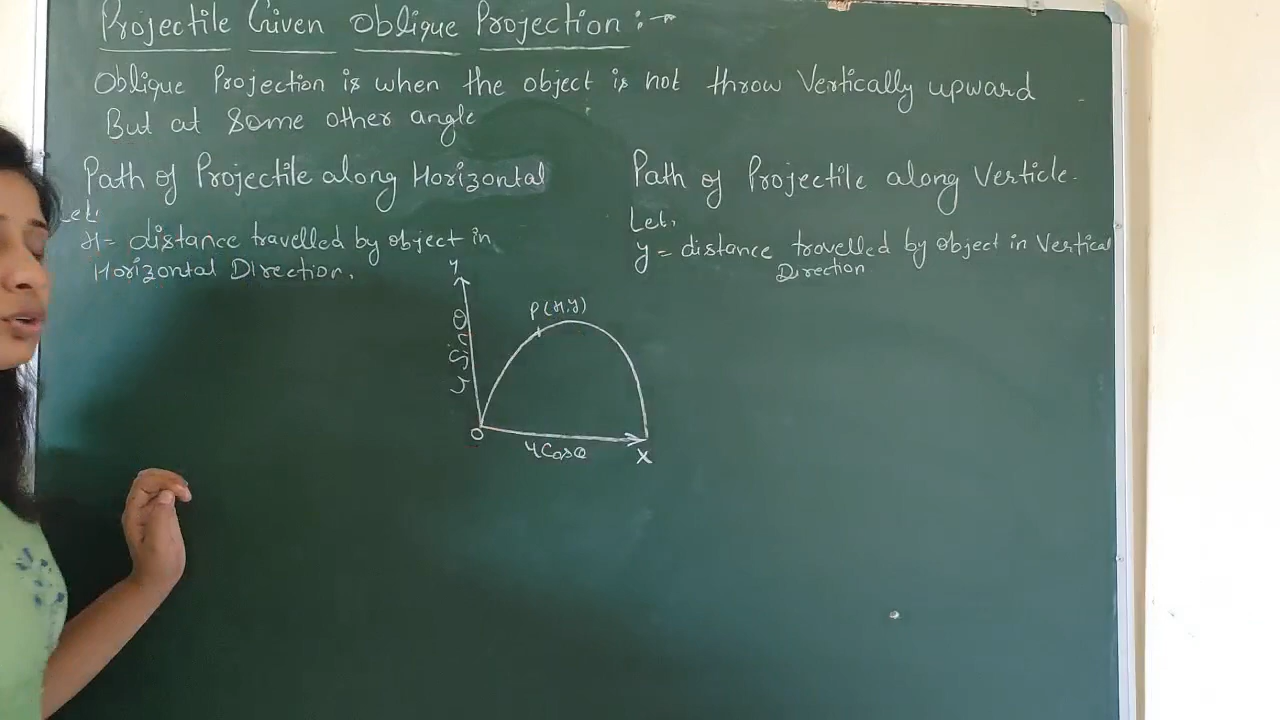 Projectile Given Oblique Projection :-
Oblique Projection is when the object is not throw Vertically upward
But at Some other angle
Path of Projectile along Horizontal
Let,
x = distance travelled by object in
Horizontal Direction.
Path of Projectile along Verticle.
Let,
y = distance travelled by object in Vertical
Direction
y
P(x,y)
u sin θ
O
u Cos θ
X